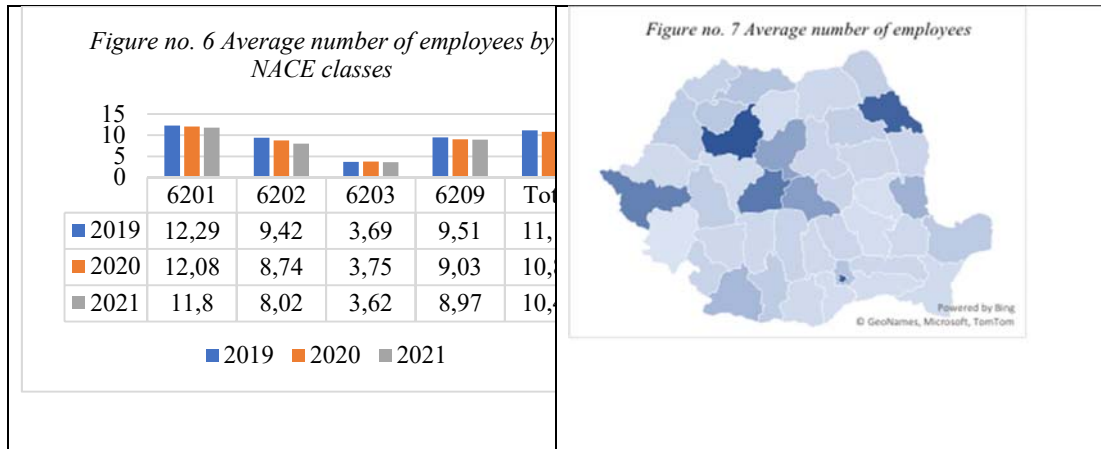 Figure no. 6 Average number of employees by
NACE classes
15
10
5
0
6201 6202 6203 6209
2019 12,29 9,42 3,69 9,51
2020 12,08 8,74 3,75 9,03
2021 11,8 8,02 3,62 8,97
2019 2020 2021
Figure no. 7 Average number of employees
Powered by Bing
© GeoNames, Microsoft, TomTom